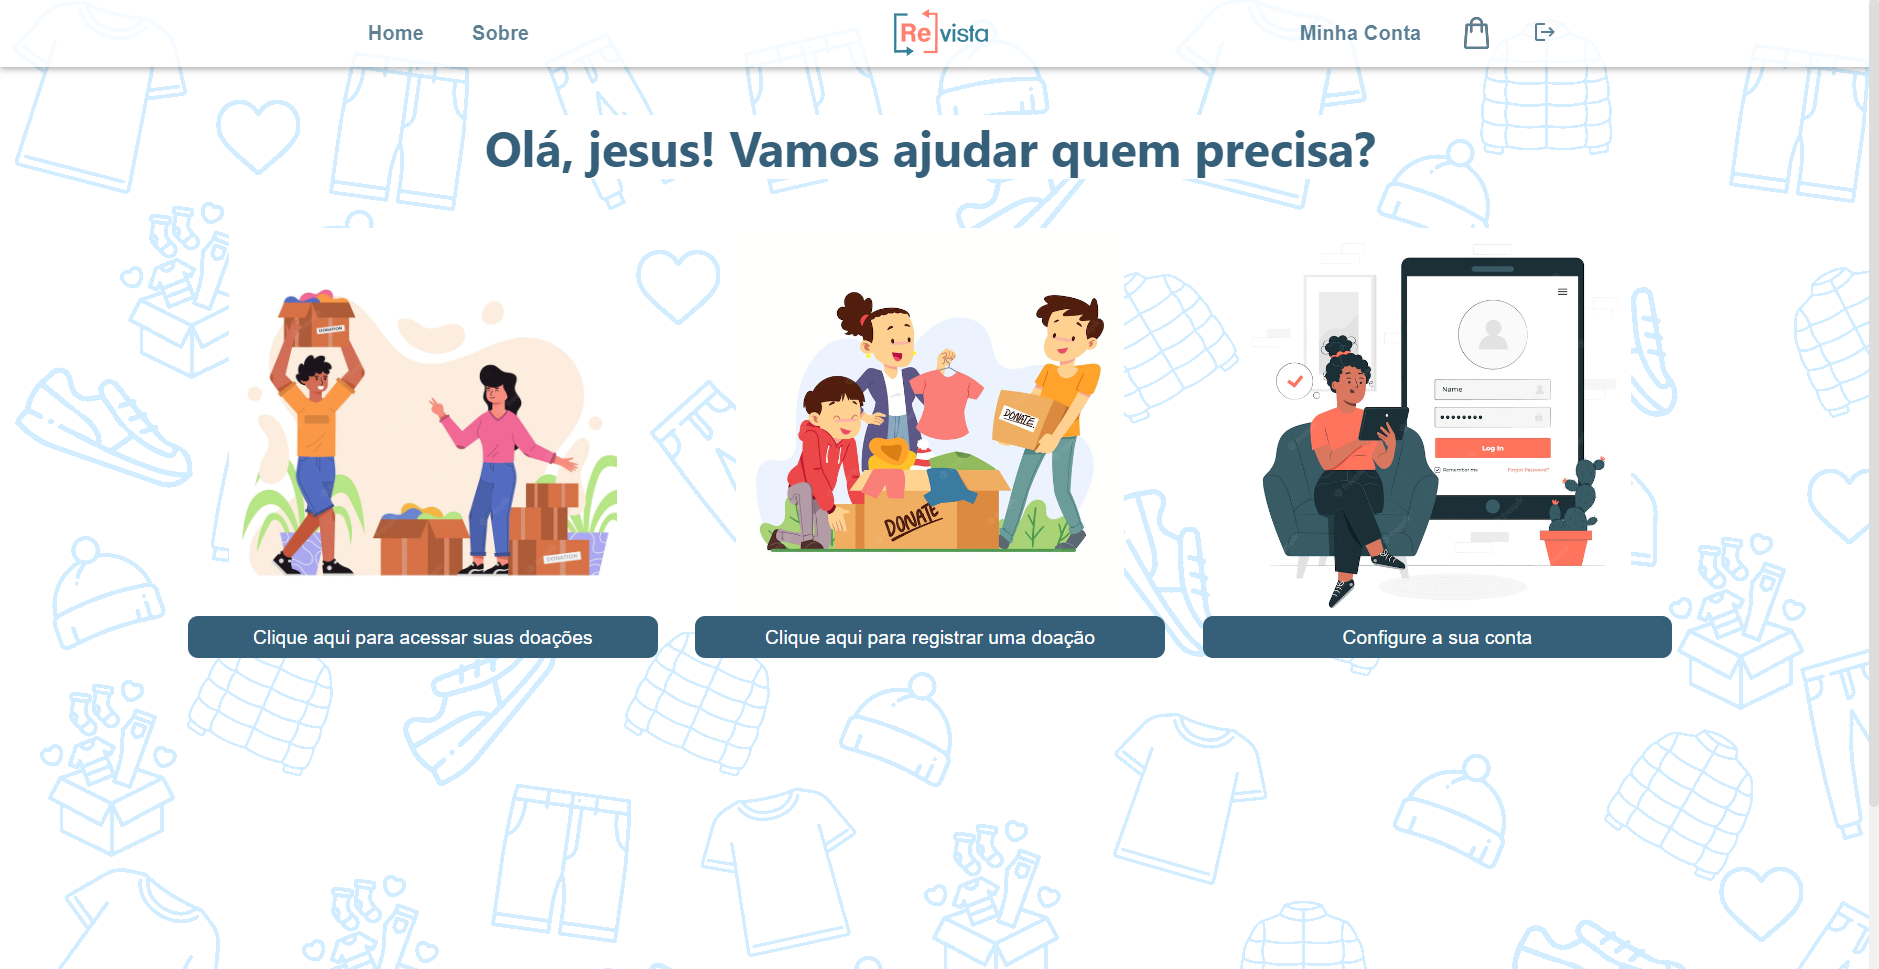 Home
Sobre
Re vista
Minha Conta
Olá, jesus! Vamos ajudar quem precisa?
DONATION
DONATION
DONATE
DONATE
Name
Log In
Remember me
Forgot Password?
Clique aqui para acessar suas doações
Clique aqui para registrar uma doação
Configure a sua conta